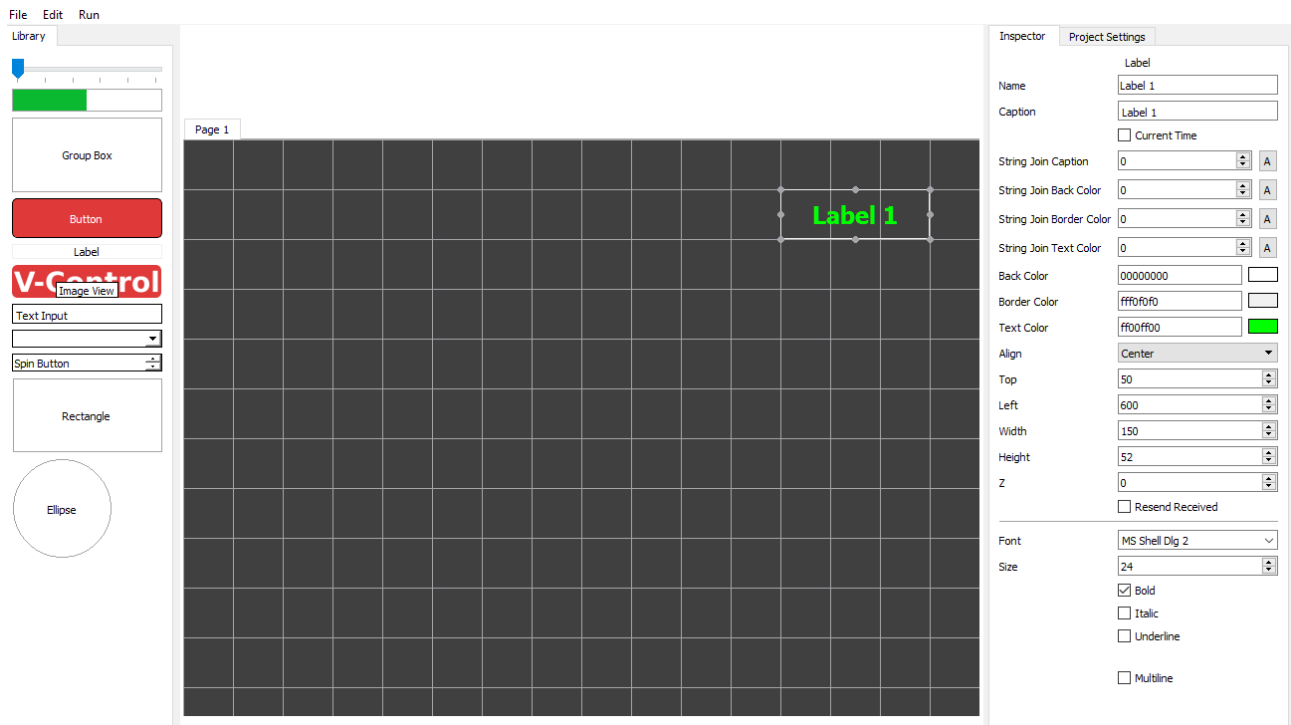 File Edit Run
Library
Group Box
Button
Label
V-Control
Image View
Text Input
Spin Button
Rectangle
Ellipse
Page 1
Label 1
Inspector Project Settings
Label
Name Label 1
Caption Label 1
Current Time
String Join Caption 0 A
String Join Back Color 0 A
String Join Border Color 0 A
String Join Text Color 0 A
Back Color 00000000
Border Color fff0f0f0
Text Color ff00ff00
Align Center
Top 50
Left 600
Width 150
Height 52
Z 0
Resend Received
Font MS Shell Dlg 2
Size 24
Bold
Italic
Underline
Multiline